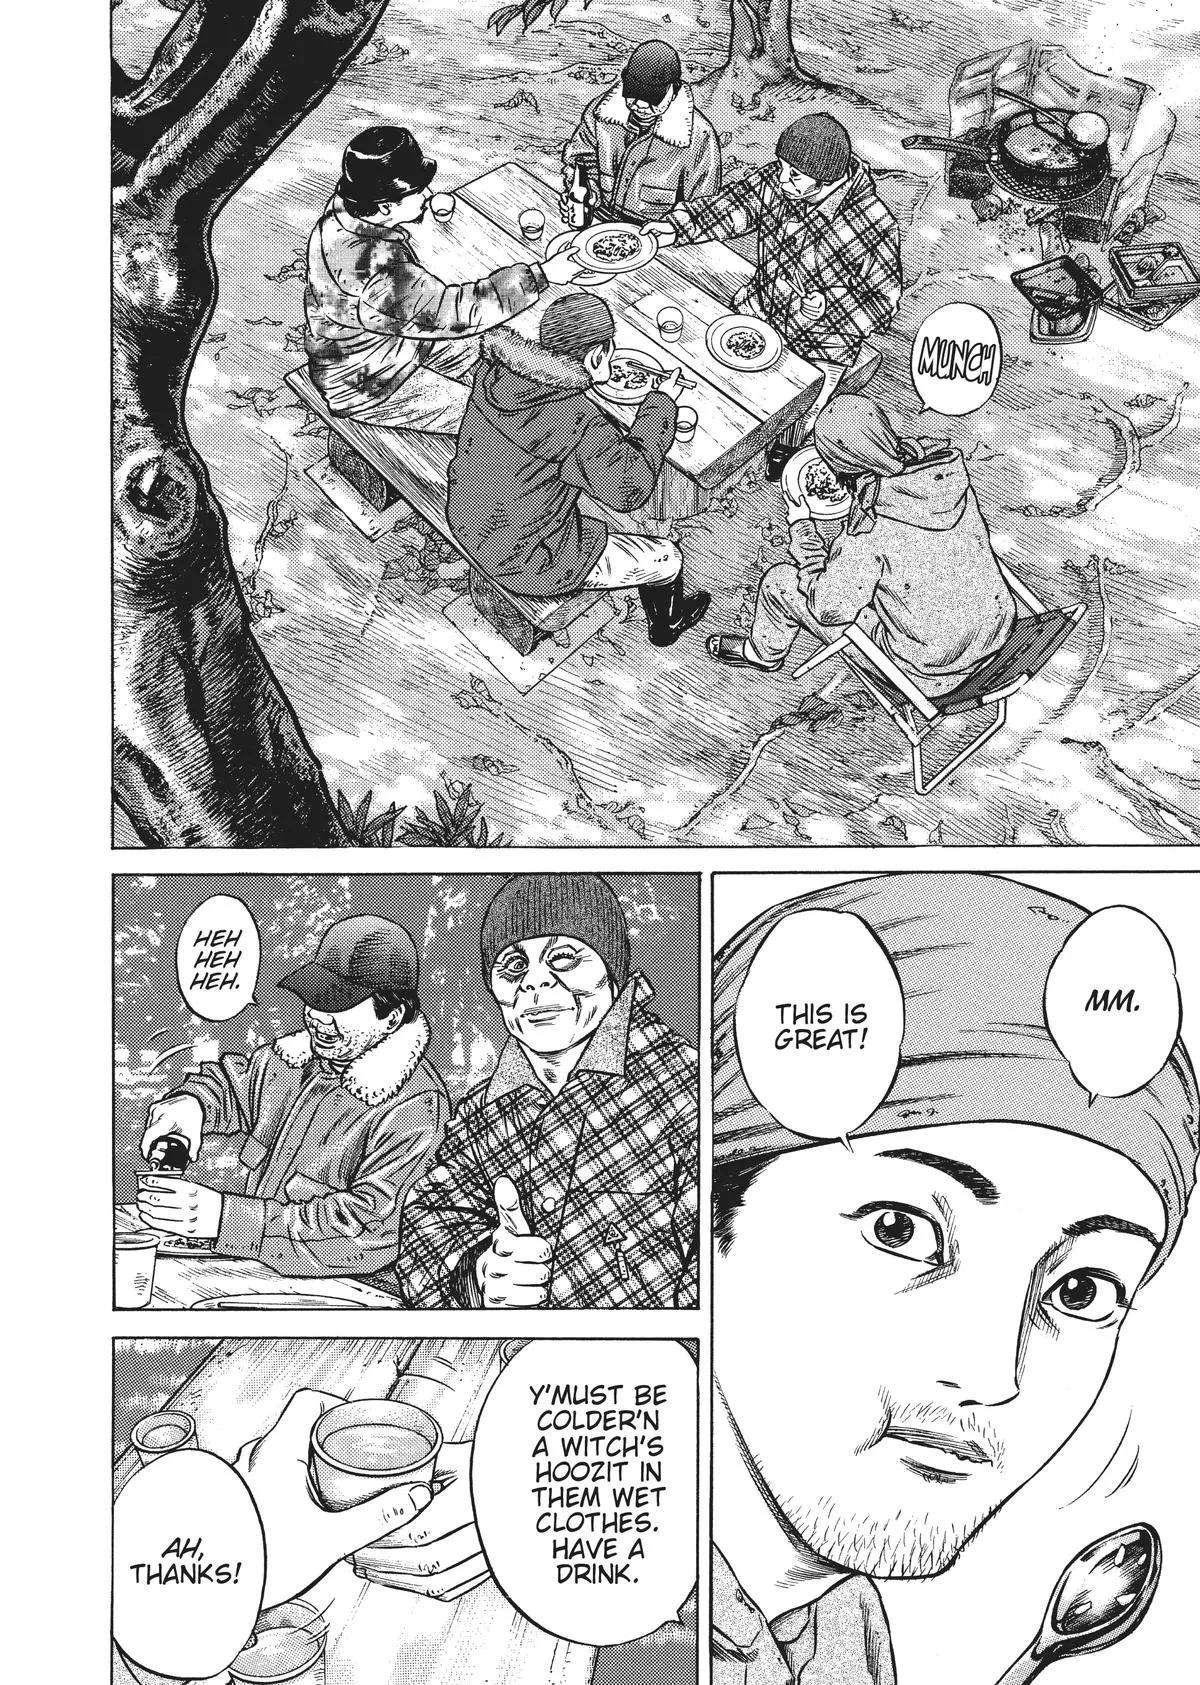 MUNCH
MM.
THIS IS
GREAT!
HEH
HEH
HEH.
Y'MUST BE
COLDER'N
A WITCH'S
HOOZIT IN
THEM WET
CLOTHES.
HAVE A
DRINK.
AH,
THANKS!